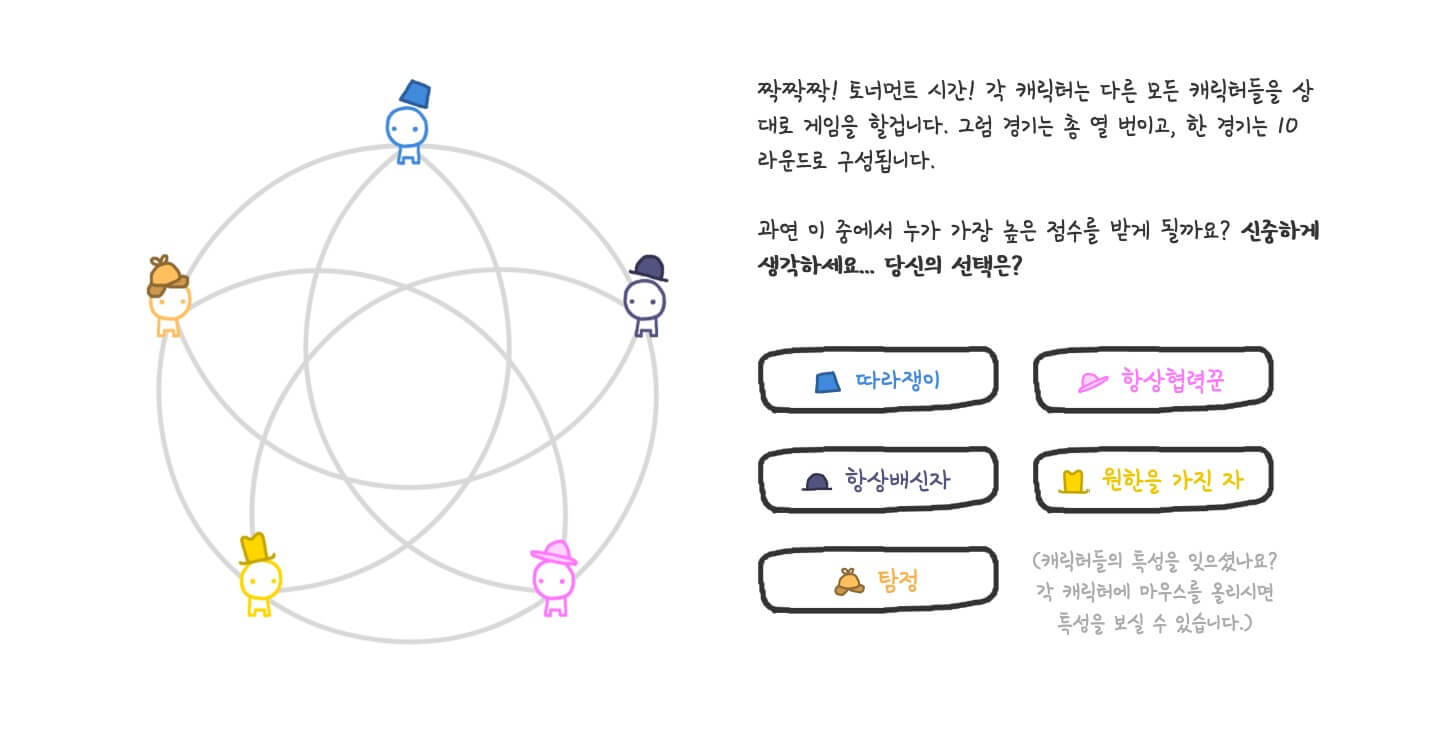 짝짝짝! 토너먼트 시간! 각 캐릭터는 다른 모든 캐릭터들을 상
대로 게임을 할겁니다. 그럼 경기는 총 열 번이고, 한 경기는 10
라운드로 구성됩니다.
과연 이 중에서 누가 가장 높은 점수를 받게 될까요? 신중하게
생각하세요... 당신의 선택은?
따라쟁이
항상협력꾼
항상배신자
원한을 가진 자
탐정
(캐릭터들의 특성을 잊으셨나요?
각 캐릭터에 마우스를 올리시면
특성을 보실 수 있습니다.)